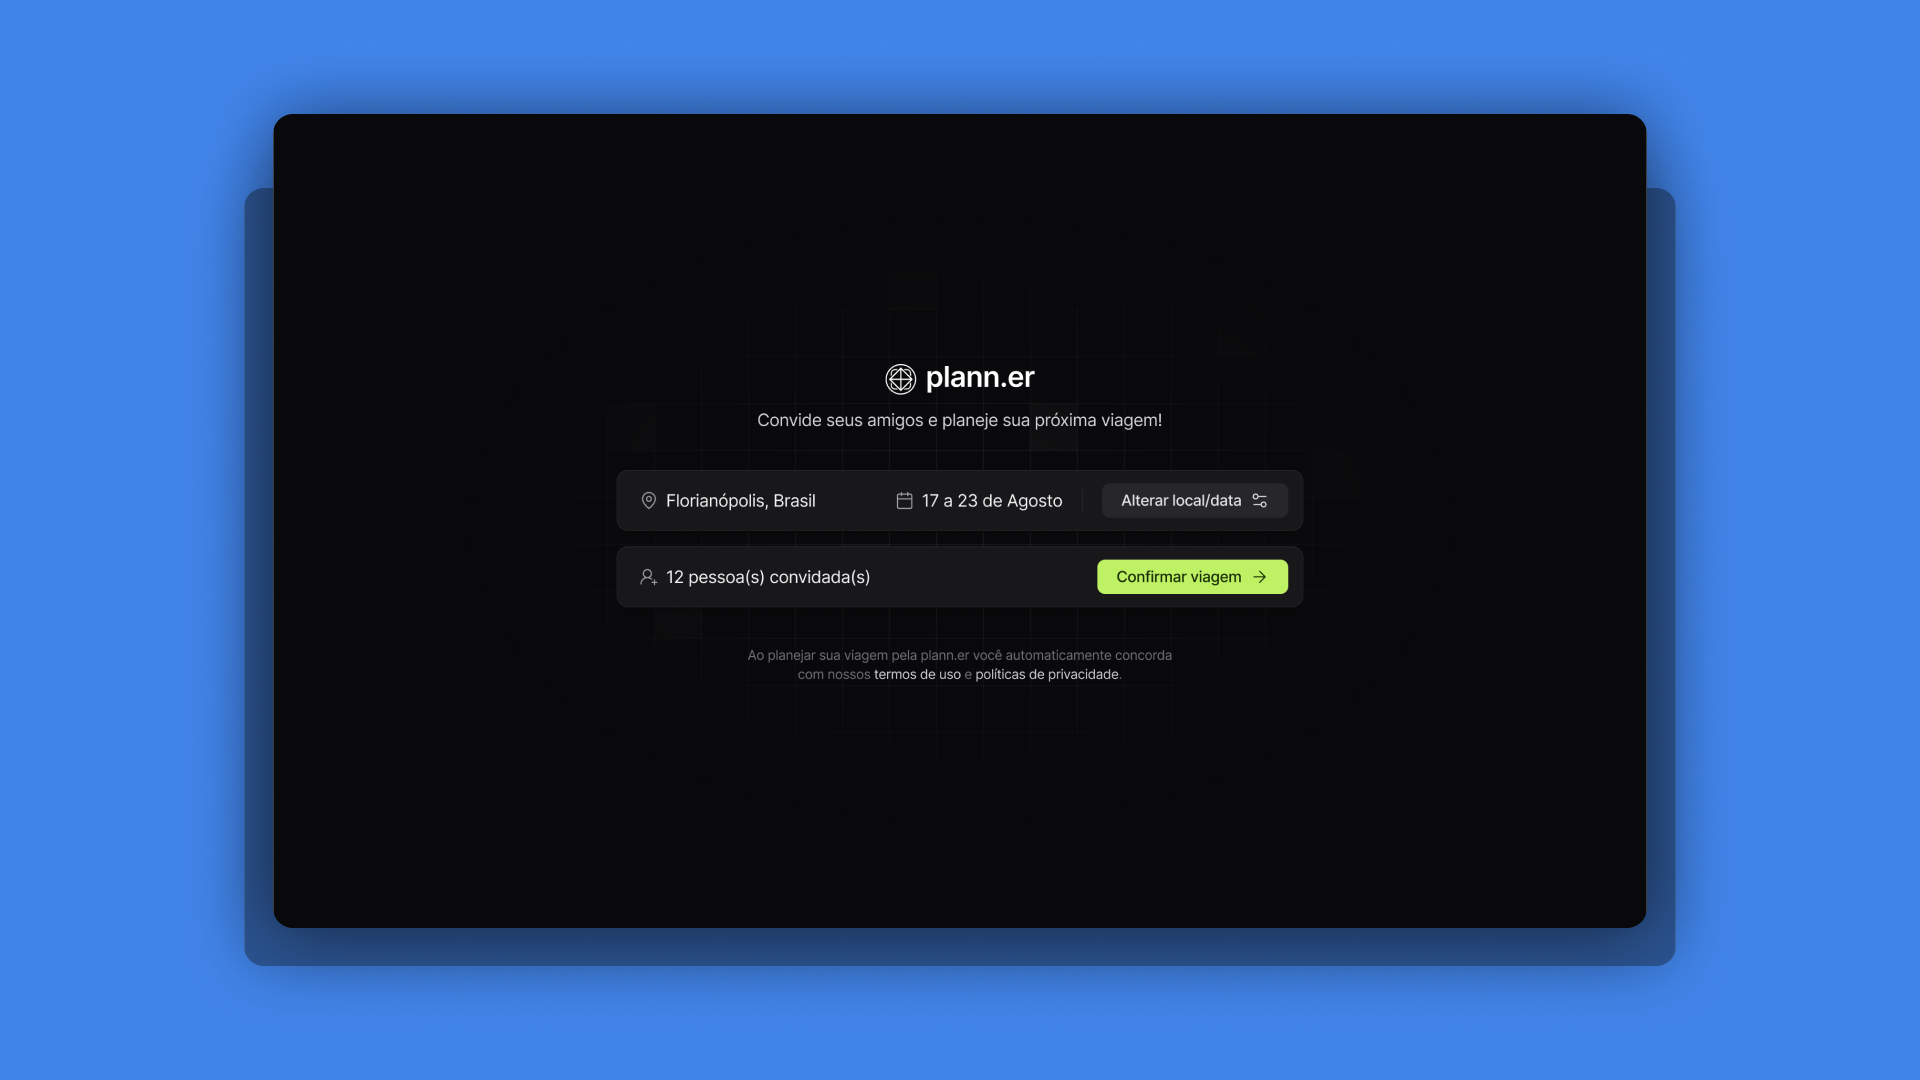 plann.er
Convide seus amigos e planeje sua próxima viagem!
Florianópolis, Brasil
17 a 23 de Agosto
Alterar local/data
12 pessoa(s) convidada(s)
Confirmar viagem
Ao planejar sua viagem pela plann.er você automaticamente concorda
com nossos termos de uso e políticas de privacidade.